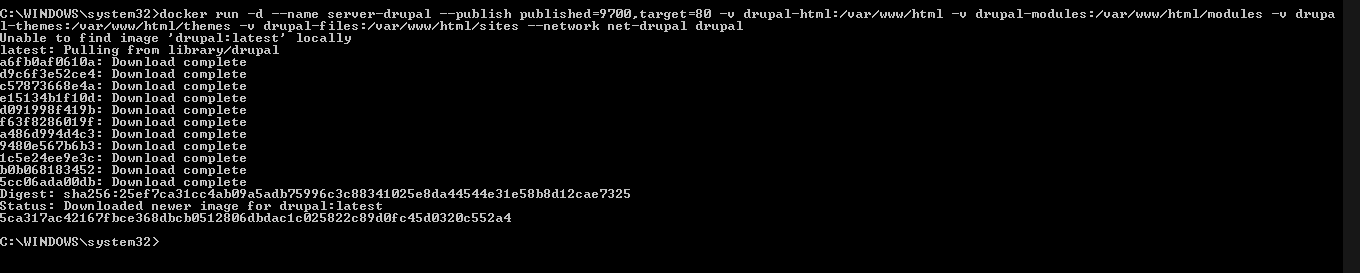 C:\WINDOWS\system32>docker run -d --name server-drupal --publish published=9700,target=80 -v drupal-html:/var/www/html -v drupal-modules:/var/www/html/modules -v drupa
l-themes:/var/www/html/themes -v drupal-files:/var/www/html/sites --network net-drupal drupal
Unable to find image 'drupal:latest' locally
latest: Pulling from library/drupal
a6fb0af0610a: Download complete
d9c6f3e52ce4: Download complete
c57873668e4a: Download complete
e15134b1f10d: Download complete
d091998f419b: Download complete
f63f8286019f: Download complete
a486d994d4c3: Download complete
9480e567b6b3: Download complete
1c5e24ee9e3c: Download complete
b0b068183452: Download complete
5cc06ada00db: Download complete
Digest: sha256:25ef7ca31cc4ab09a5adb75996c3c88341025e8da44544e31e58b8d12cae7325
Status: Downloaded newer image for drupal:latest
5ca317ac42167fbce368dbcb0512806dbdac1c025822c89d0fc45d0320c552a4
C:\WINDOWS\system32>